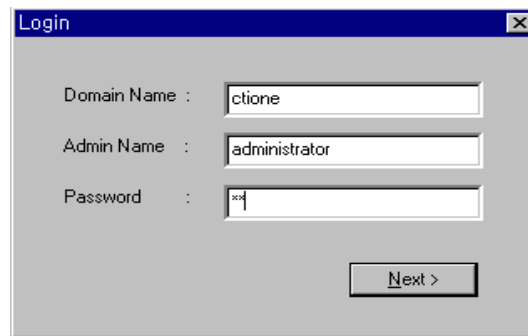 Login
Domain Name : ctione
Admin Name : administrator
Password : **
Next >